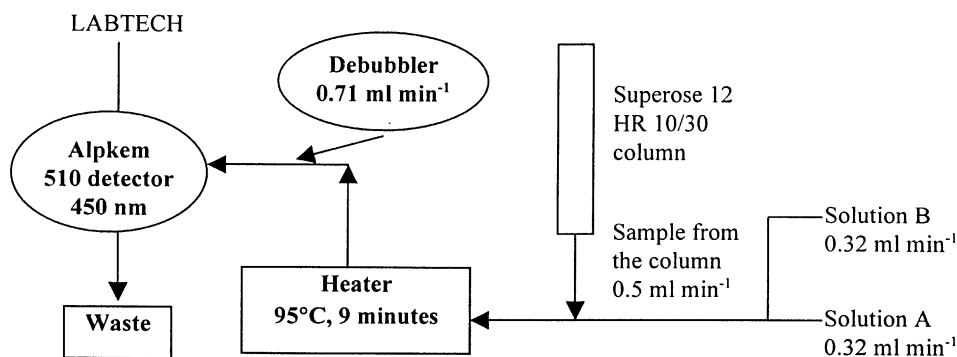 LABTECH
Debubbler
0.71 ml min⁻¹
Alpkem
510 detector
450 nm
Waste
Heater
95°C, 9 minutes
Superose 12
HR 10/30
column
Sample from
the column
0.5 ml min⁻¹
Solution B
0.32 ml min⁻¹
Solution A
0.32 ml min⁻¹